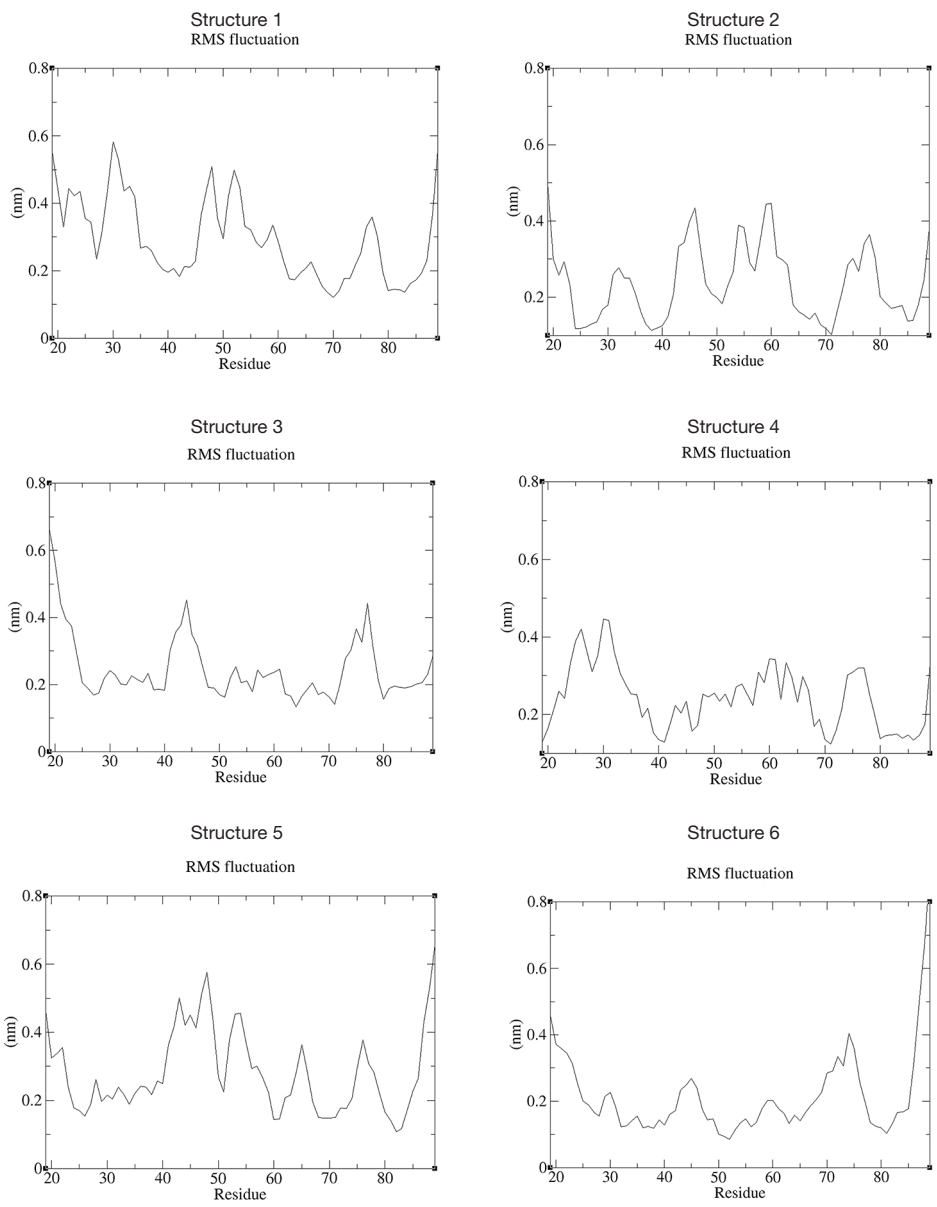 Structure 1
RMS fluctuation
0.8
0.6
0.4
0.2
0
(nm)
20 30 40 50 60 70 80
Residue
Structure 2
RMS fluctuation
0.8
0.6
0.4
0.2
(nm)
20 30 40 50 60 70 80
Residue
Structure 3
RMS fluctuation
0.8
0.6
0.4
0.2
0
(nm)
20 30 40 50 60 70 80
Residue
Structure 4
RMS fluctuation
0.8
0.6
0.4
0.2
(nm)
20 30 40 50 60 70 80
Residue
Structure 5
RMS fluctuation
0.8
0.6
0.4
0.2
0
(nm)
20 30 40 50 60 70 80
Residue
Structure 6
RMS fluctuation
0.8
0.6
0.4
0.2
0
(nm)
20 30 40 50 60 70 80
Residue